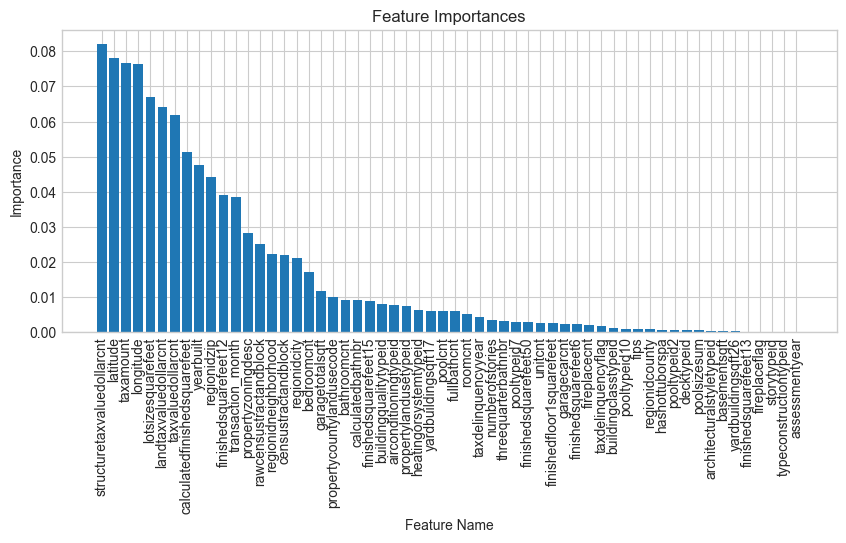 Feature Importances
0.08
0.07
0.06
0.05
0.04
0.03
0.02
0.01
0.00
Importance
structuretaxvaluedollarcnt
latitude
taxamount
longitude
lotsizesquarefeet
landtaxvaluedollarcnt
taxvaluedollarcnt
calculatedfinishedsquarefeet
yearbuilt
regionidzip
finishedsquarefeet12
transaction_month
propertyzoningdesc
rawcensustractandblock
regionidneighborhood
censustractandblock
regionidcity
bedroomcnt
garagetotalsqft
propertycountylandusecode
bathroomcnt
calculatedbathnbr
finishedsquarefeet15
buildingqualitytypeid
airconditioningtypeid
propertylandusetypeid
heatingorsystemtypeid
yardbuildingsqft17
poolcnt
fullbathcnt
roomcnt
taxdelinquencyyear
numberofstories
threequarterbathnbr
pooltypeid7
finishedsquarefeet50
unitcnt
finishedfloor1squarefeet
garagecarcnt
finishedsquarefeet6
fireplacecnt
taxdelinquencyflag
buildingclasstypeid
pooltypeid10
fips
regionidcounty
hashottuborspa
pooltypeid2
decktypeid
poolsizesum
architecturalstyletypeid
basementsqft
yardbuildingsqft26
finishedsquarefeet13
fireplaceflag
storytypeid
typeconstructiontypeid
assessmentyear
Feature Name